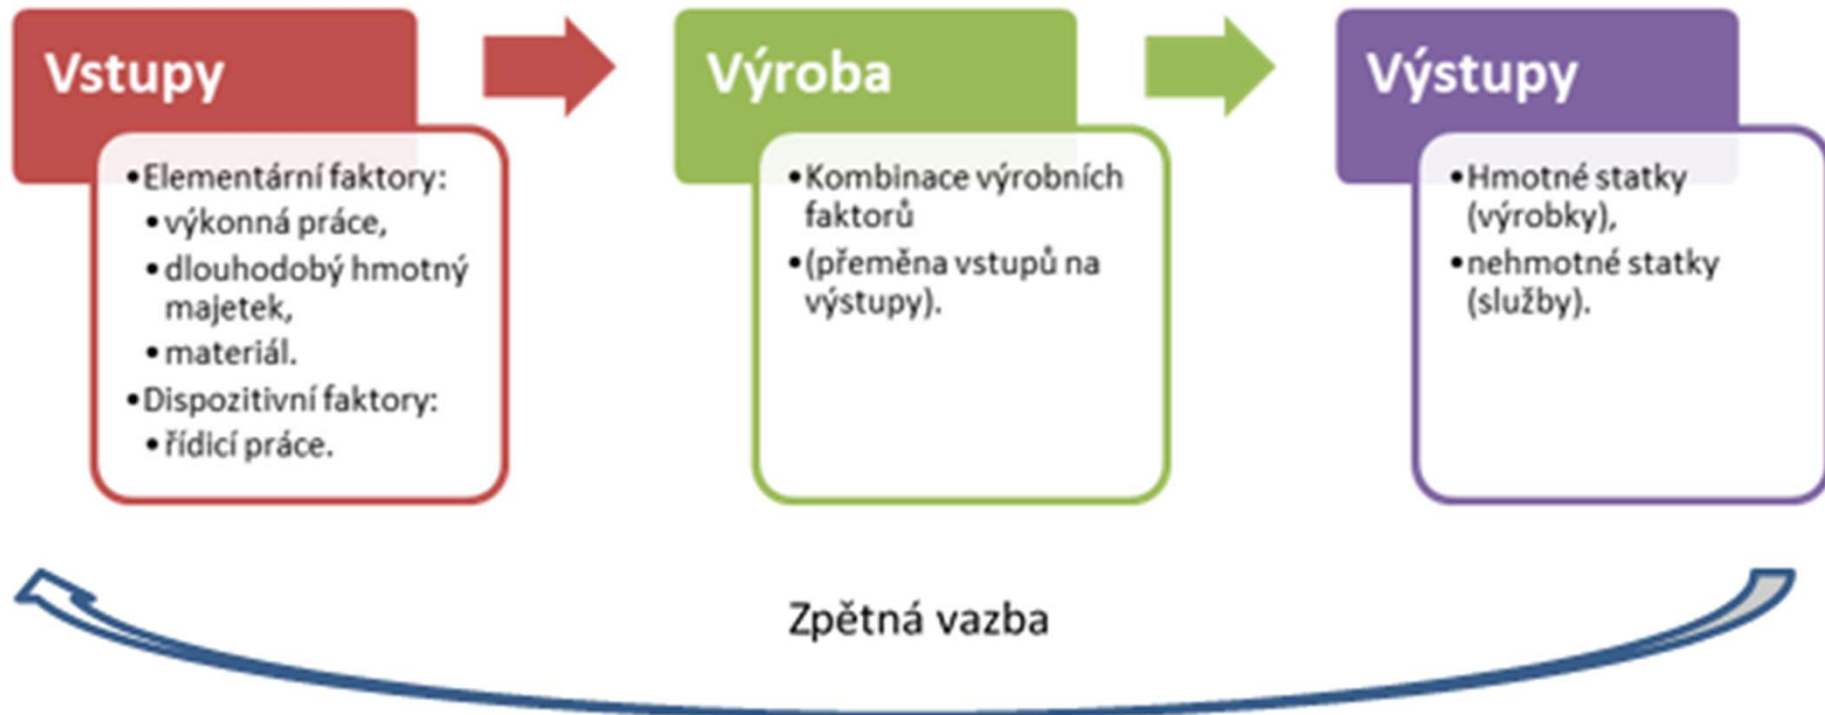 Vstupy
•Elementární faktory:
•výkonná práce,
•dlouhodobý hmotný
majetek,
•materiál.
•Dispozitivní faktory:
•řídicí práce.
Výroba
•Kombinace výrobních
faktorů
•(přeměna vstupů na
výstupy).
Výstupy
•Hmotné statky
(výrobky),
•nehmotné statky
(služby).
Zpětná vazba